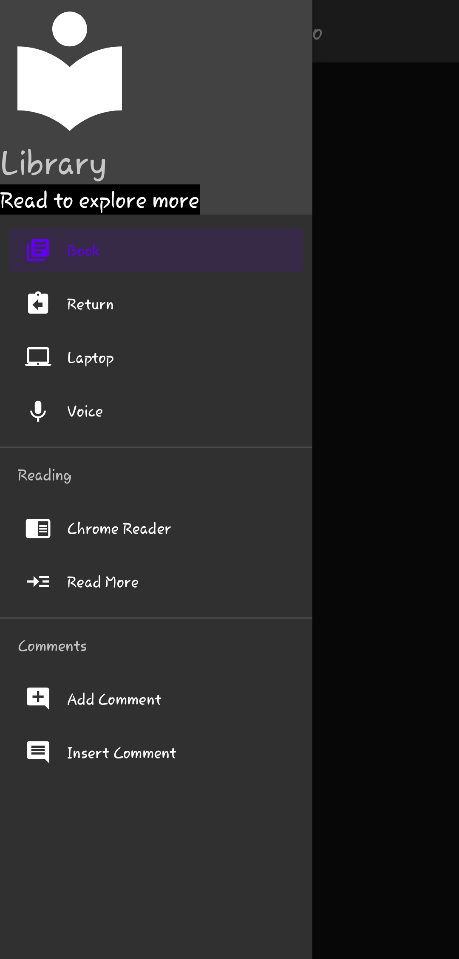 Library
Read to explore more
Book
Return
Laptop
Voice
Reading
Chrome Reader
Read More
Comments
Add Comment
Insert Comment